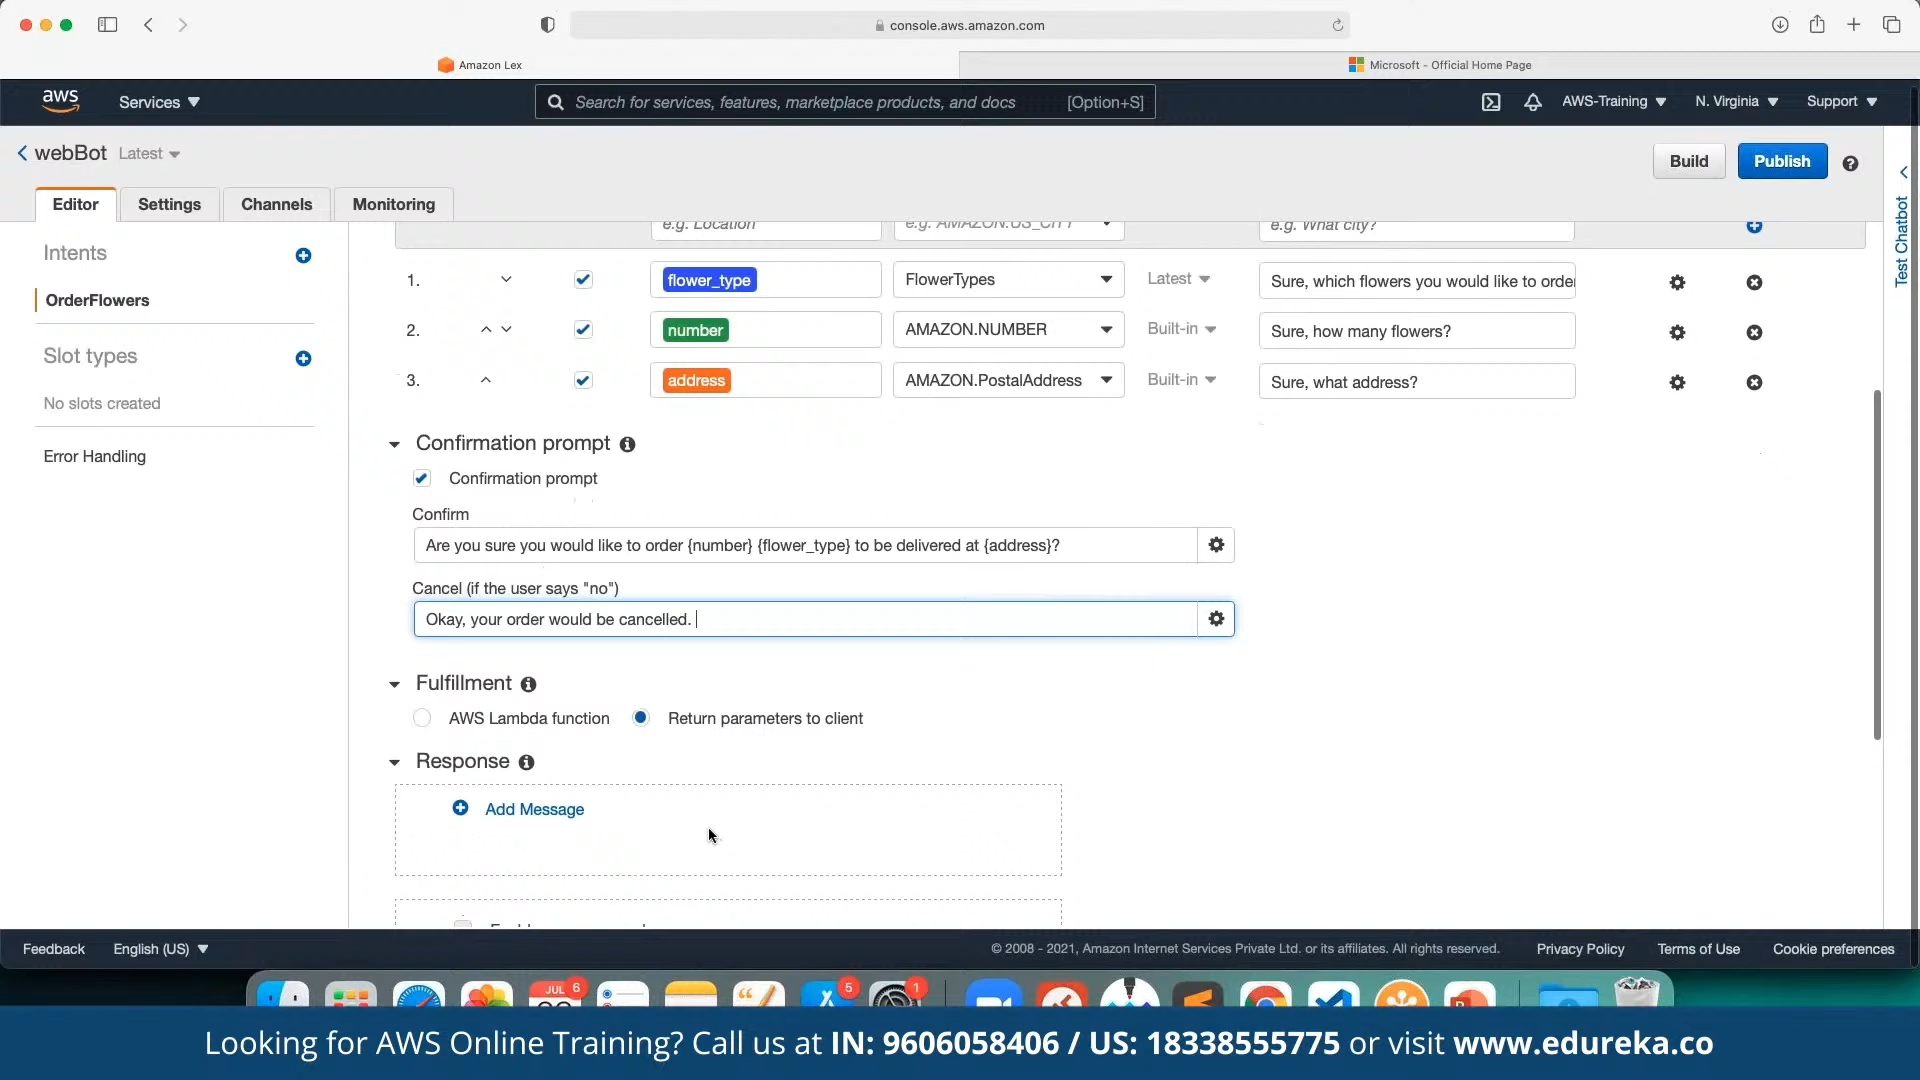 console.aws.amazon.com
Amazon Lex
Microsoft - Official Home Page
aws
Services
Search for services, features, marketplace products, and docs
[Option+S]
AWS-Training
N. Virginia
Support
webBot
Latest
Build
Publish
Editor
Settings
Channels
Monitoring
Test Chatbot
Intents
OrderFlowers
Slot types
No slots created
Error Handling
e.g. Location
e.g. AMAZON.US_CITY
e.g. What city?
1.
flower_type
FlowerTypes
Latest
Sure, which flowers you would like to orde
2.
number
AMAZON.NUMBER
Built-in
Sure, how many flowers?
3.
address
AMAZON.PostalAddress
Built-in
Sure, what address?
Confirmation prompt
Confirmation prompt
Confirm
Are you sure you would like to order {number} {flower_type} to be delivered at {address}?
Cancel (if the user says "no")
Okay, your order would be cancelled.
Fulfillment
AWS Lambda function
Return parameters to client
Response
Add Message
Feedback
English (US)
© 2008 - 2021, Amazon Internet Services Private Ltd. or its affiliates. All rights reserved.
Privacy Policy
Terms of Use
Cookie preferences
JUL
6
5
1
Looking for AWS Online Training? Call us at IN: 9606058406 / US: 18338555775 or visit www.edureka.co